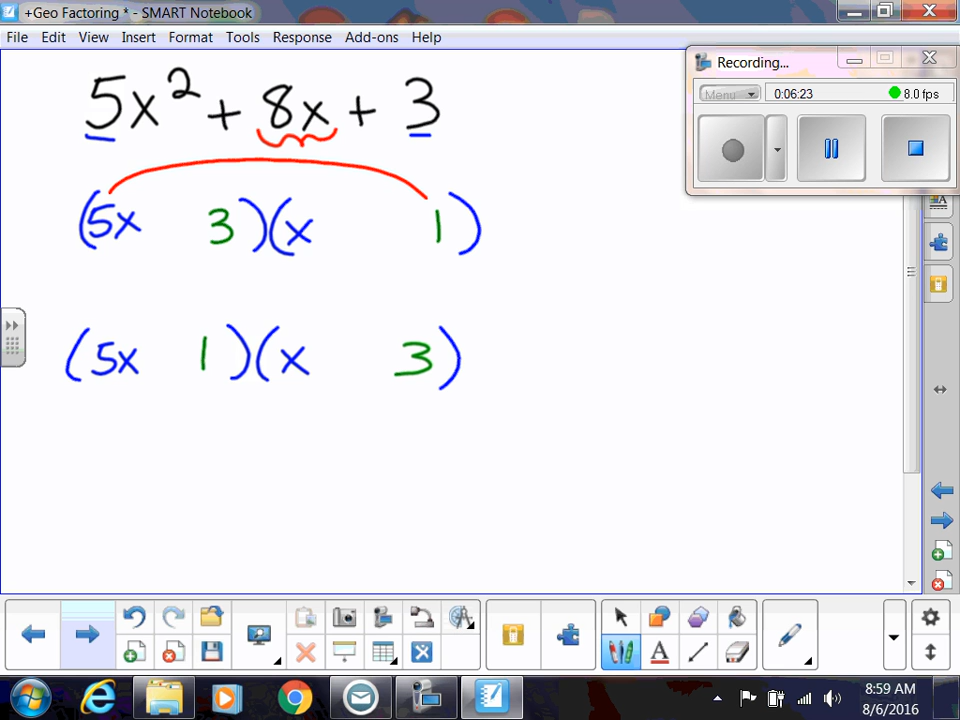 +Geo Factoring * - SMART Notebook
File Edit View Insert Format Tools Response Add-ons Help
Recording...
Menu 0:06:23 8.0 fps
5x² + 8x + 3
(5x 3)(x 1)
(5x 1)(x 3)
A
8:59 AM
8/6/2016